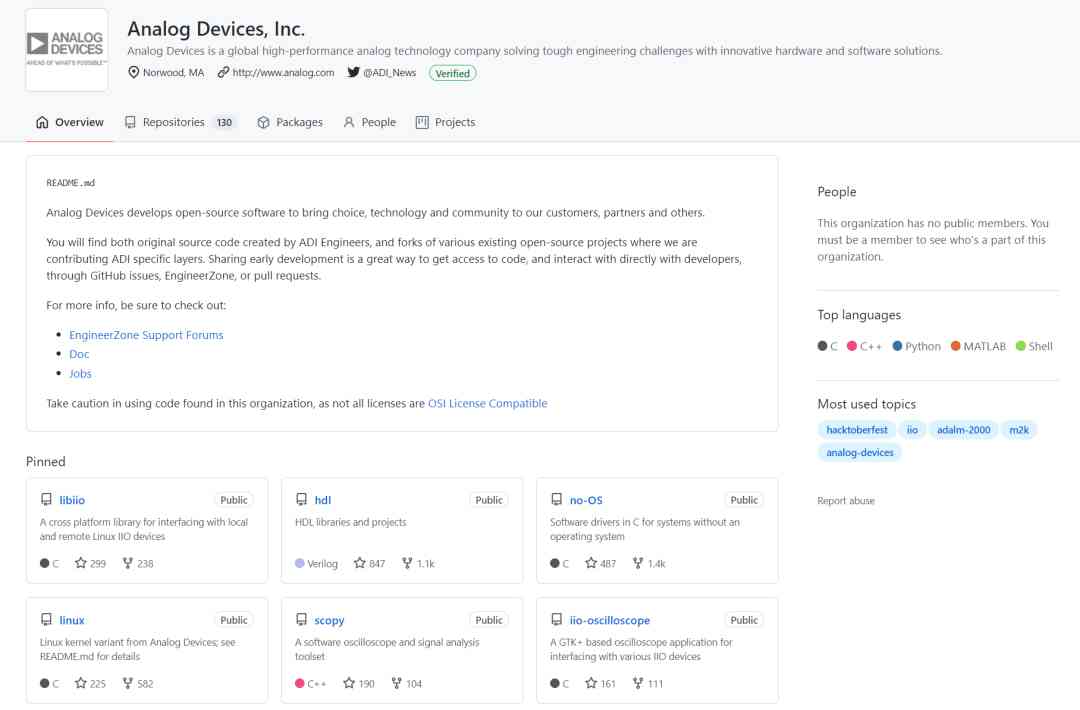 ANALOG
DEVICES
AHEAD OF WHAT'S POSSIBLE™
Analog Devices, Inc.
Analog Devices is a global high-performance analog technology company solving tough engineering challenges with innovative hardware and software solutions.
Norwood, MA http://www.analog.com @ADI_News Verified
Overview Repositories 130 Packages People Projects
README.md
Analog Devices develops open-source software to bring choice, technology and community to our customers, partners and others.
You will find both original source code created by ADI Engineers, and forks of various existing open-source projects where we are
contributing ADI specific layers. Sharing early development is a great way to get access to code, and interact with directly with developers,
through GitHub issues, EngineerZone, or pull requests.
For more info, be sure to check out:
EngineerZone Support Forums
Doc
Jobs
Take caution in using code found in this organization, as not all licenses are OSI License Compatible
People
This organization has no public members. You
must be a member to see who's a part of this
organization.
Top languages
C C++ Python MATLAB Shell
Most used topics
hacktoberfest iio adalm-2000 m2k
analog-devices
Report abuse
Pinned
libiio Public
A cross platform library for interfacing with local
and remote Linux IIO devices
C 299 238
hdl Public
HDL libraries and projects
Verilog 847 1.1k
no-OS Public
Software drivers in C for systems without an
operating system
C 487 1.4k
linux Public
Linux kernel variant from Analog Devices; see
README.md for details
C 225 582
scopy Public
A software oscilloscope and signal analysis
toolset
C++ 190 104
iio-oscilloscope Public
A GTK+ based oscilloscope application for
interfacing with various IIO devices
C 161 111